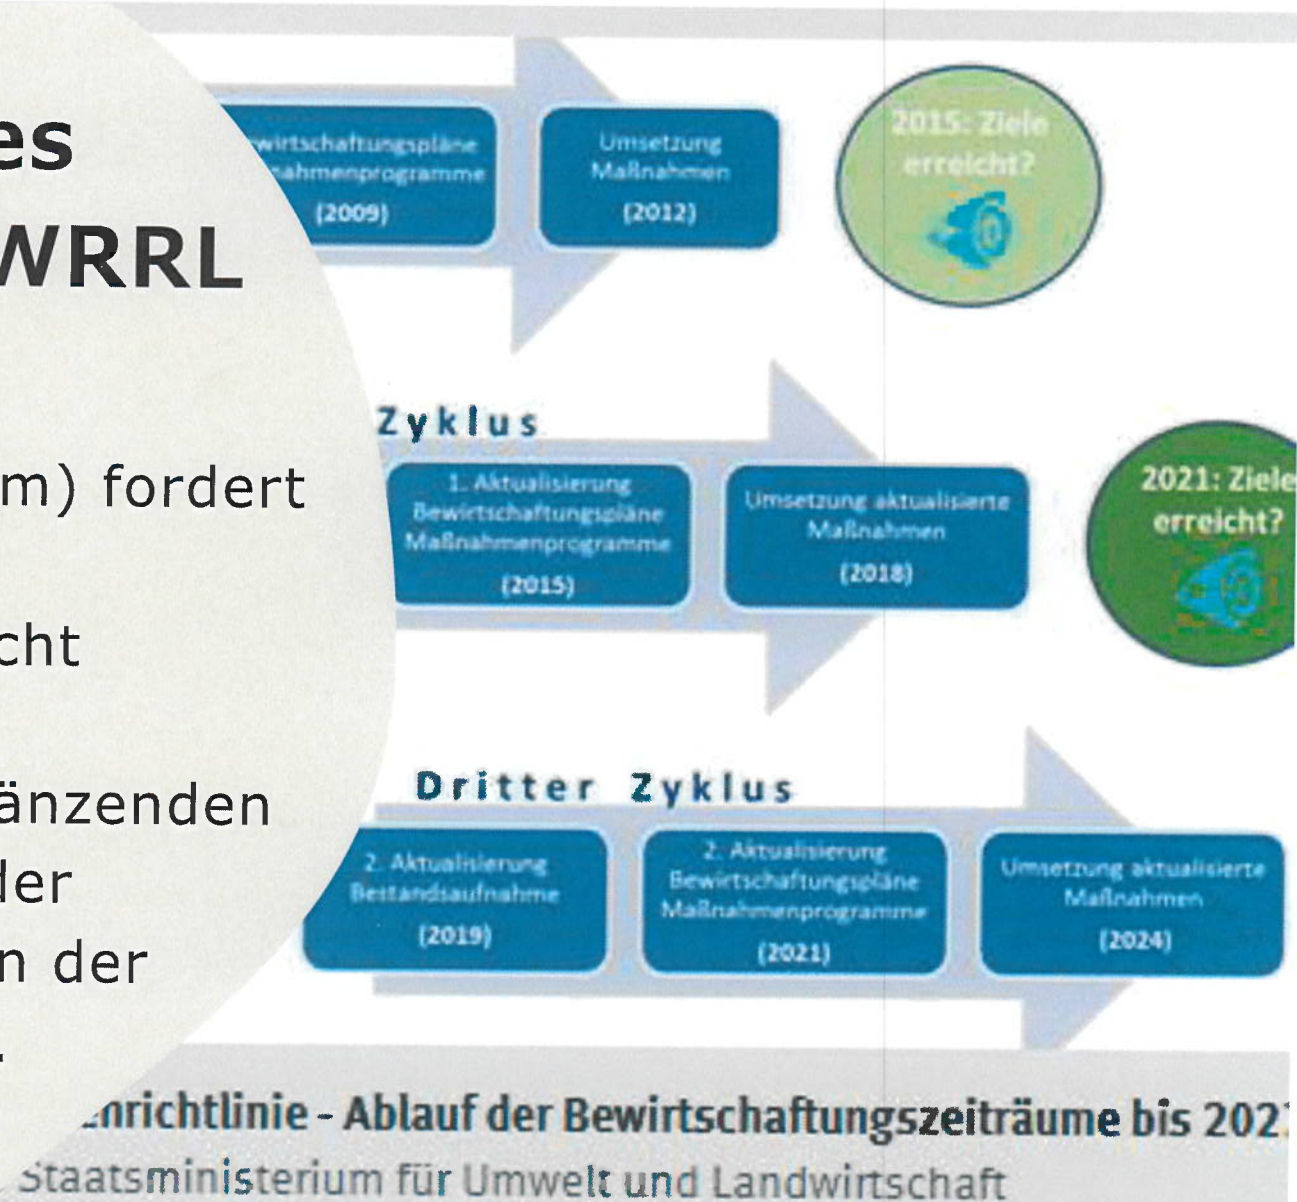 es
WRRL
m) fordert
cht
änzenden
der
n der
wirtschaftungspläne
nahmenprogramme
(2009)
Umsetzung
Maßnahmen
(2012)
2015: Ziele
erreicht?
Zyklus
1. Aktualisierung
Bewirtschaftungspläne
Maßnahmenprogramme
(2015)
Umsetzung aktualisierte
Maßnahmen
(2018)
2021: Ziele
erreicht?
Dritter Zyklus
2. Aktualisierung
Bestandsaufnahme
(2019)
2. Aktualisierung
Bewirtschaftungspläne
Maßnahmenprogramme
(2021)
Umsetzung aktualisierte
Maßnahmen
(2024)
nrichtlinie - Ablauf der Bewirtschaftungszeiträume bis 202
Staatsministerium für Umwelt und Landwirtschaft